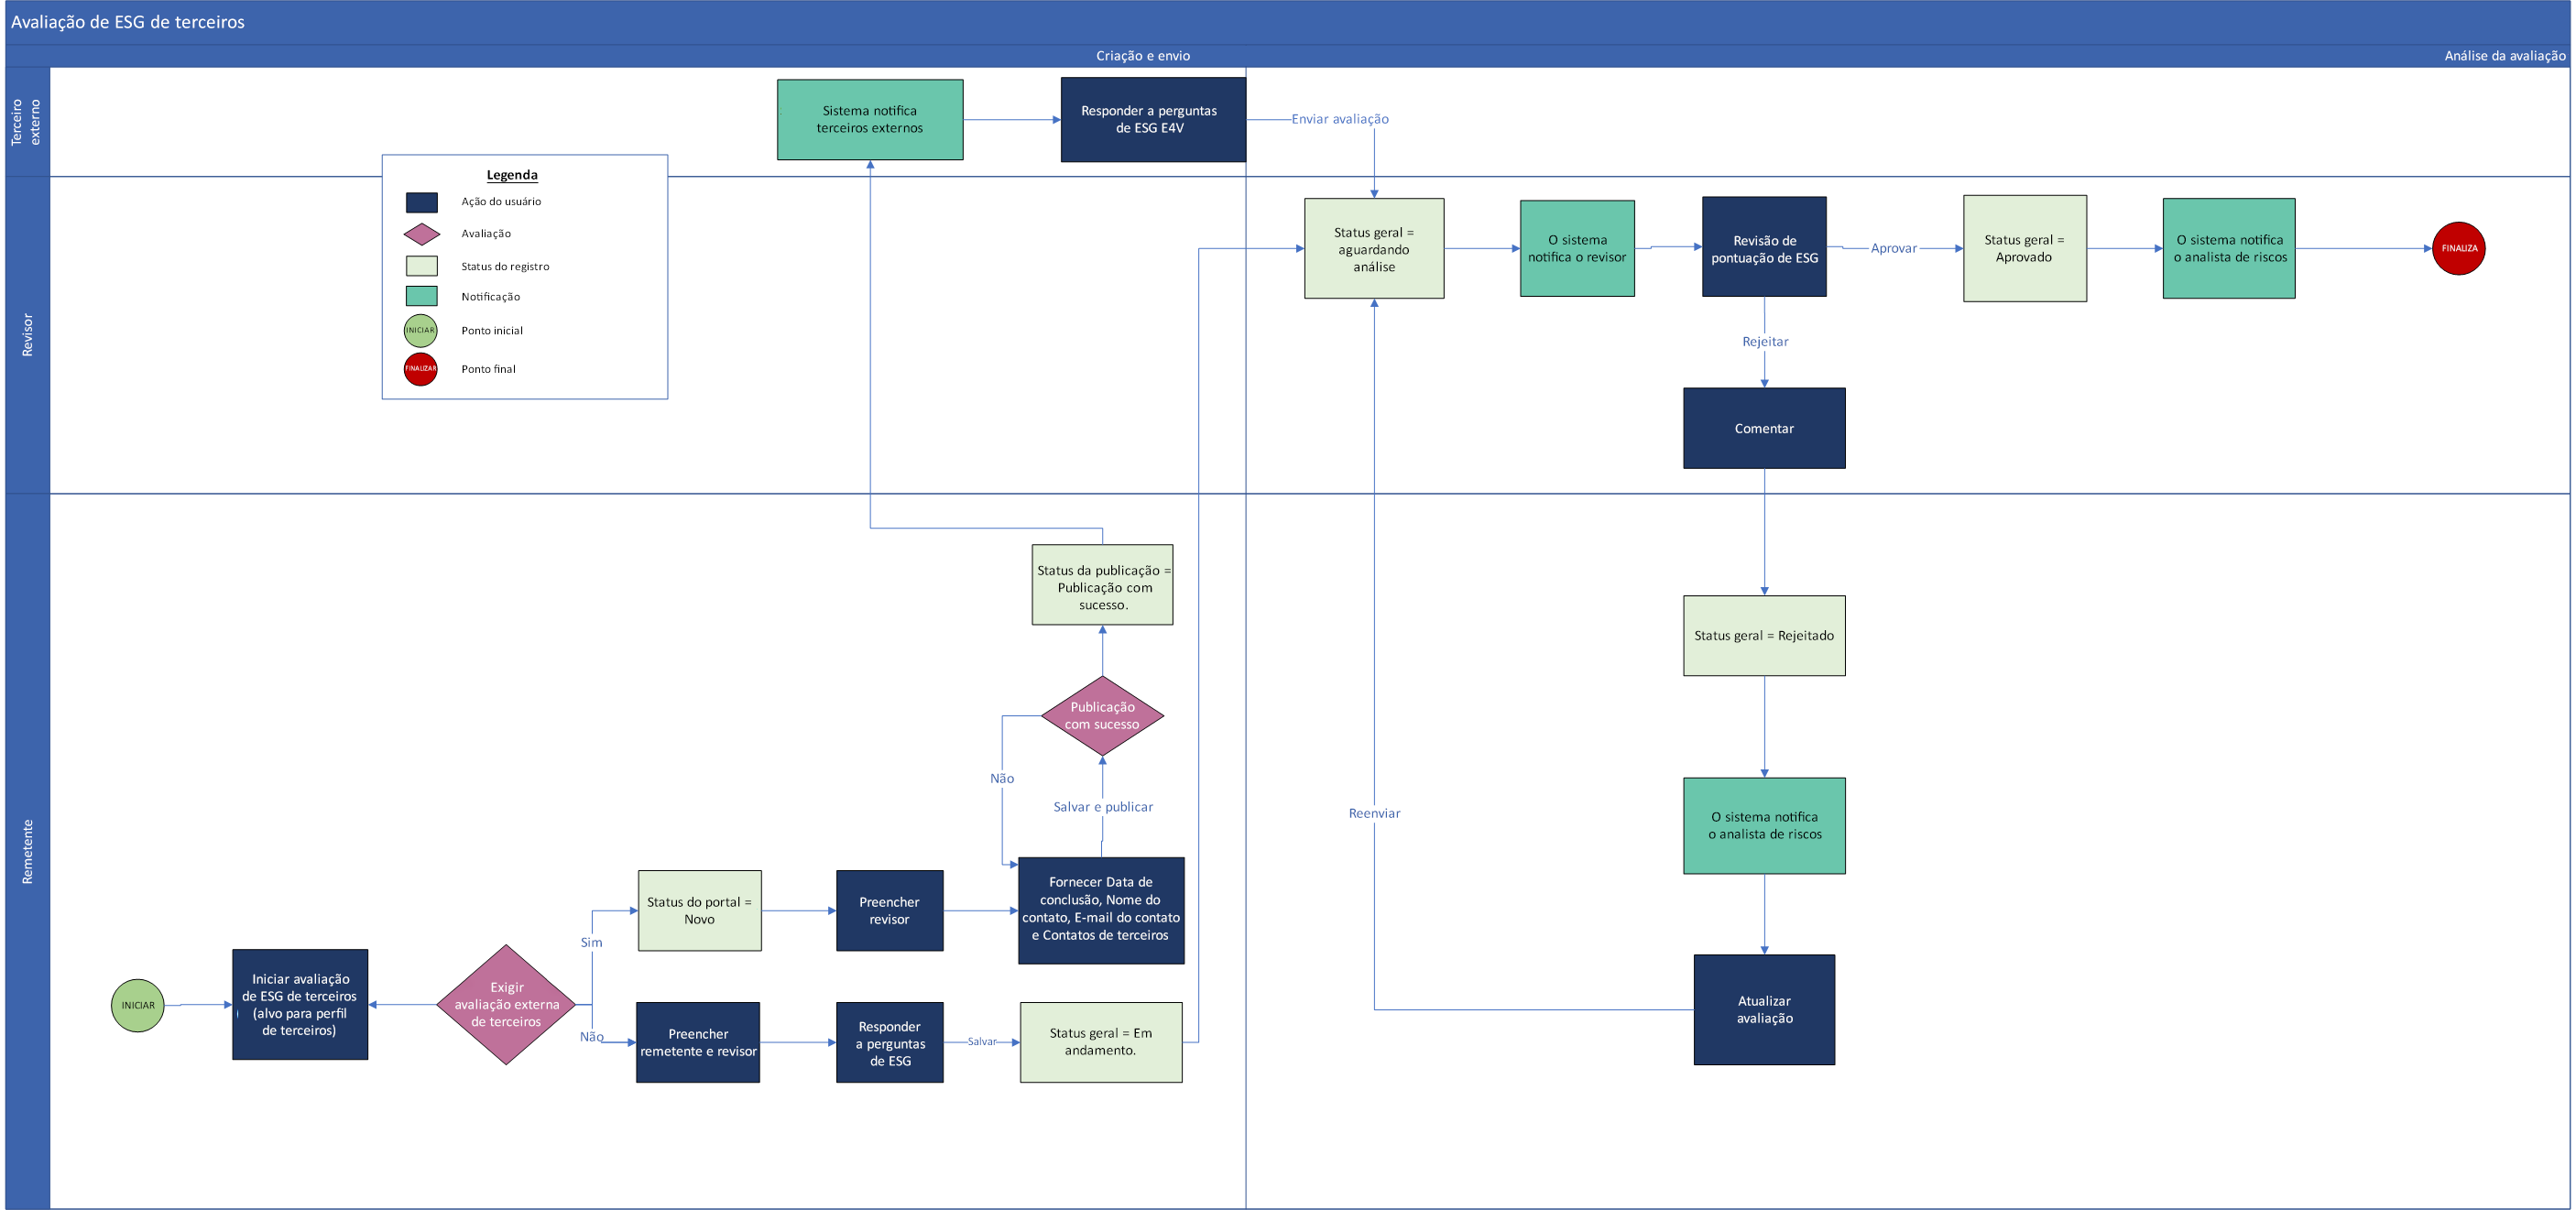 Avaliação de ESG de terceiros
Criação e envio
Análise da avaliação
Terceiro
externo
Sistema notifica
terceiros externos
Responder a perguntas
de ESG E4V
Enviar avaliação
Legenda
Ação do usuário
Avaliação
Status do registro
Notificação
INICIAR
Ponto inicial
FINALIZAR
Ponto final
Revisor
Status geral =
aguardando
análise
O sistema
notifica o revisor
Revisão de
pontuação de ESG
Aprovar
Status geral =
Aprovado
O sistema notifica
o analista de riscos
FINALIZA
Rejeitar
Comentar
Remetente
Status da publicação =
Publicação com
sucesso.
Status geral = Rejeitado
Publicação
com sucesso
Não
Salvar e publicar
Reenviar
O sistema notifica
o analista de riscos
Status do portal =
Novo
Preencher
revisor
Fornecer Data de
conclusão, Nome do
contato, E-mail do contato
e Contatos de terceiros
Sim
INICIAR
Iniciar avaliação
de ESG de terceiros
(alvo para perfil
de terceiros)
Exigir
avaliação externa
de terceiros
Não
Preencher
remetente e revisor
Responder
a perguntas
de ESG
Salvar
Status geral = Em
andamento.
Atualizar
avaliação